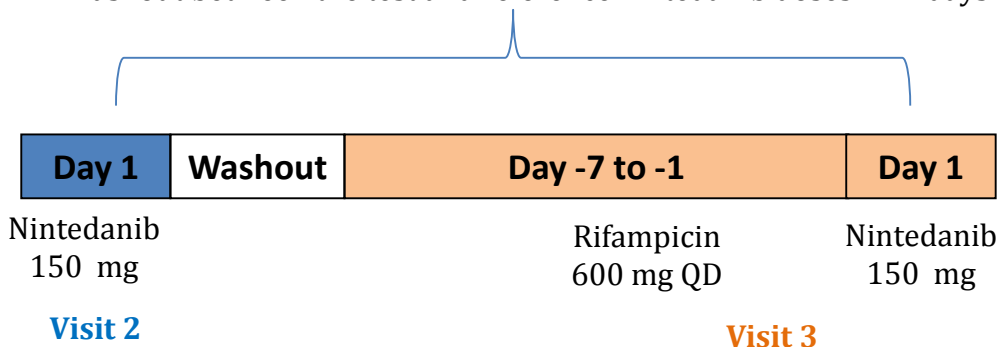 Day 1 Washout Day -7 to -1 Day 1
Nintedanib Rifampicin Nintedanib
150 mg 600 mg QD 150 mg
Visit 2 Visit 3